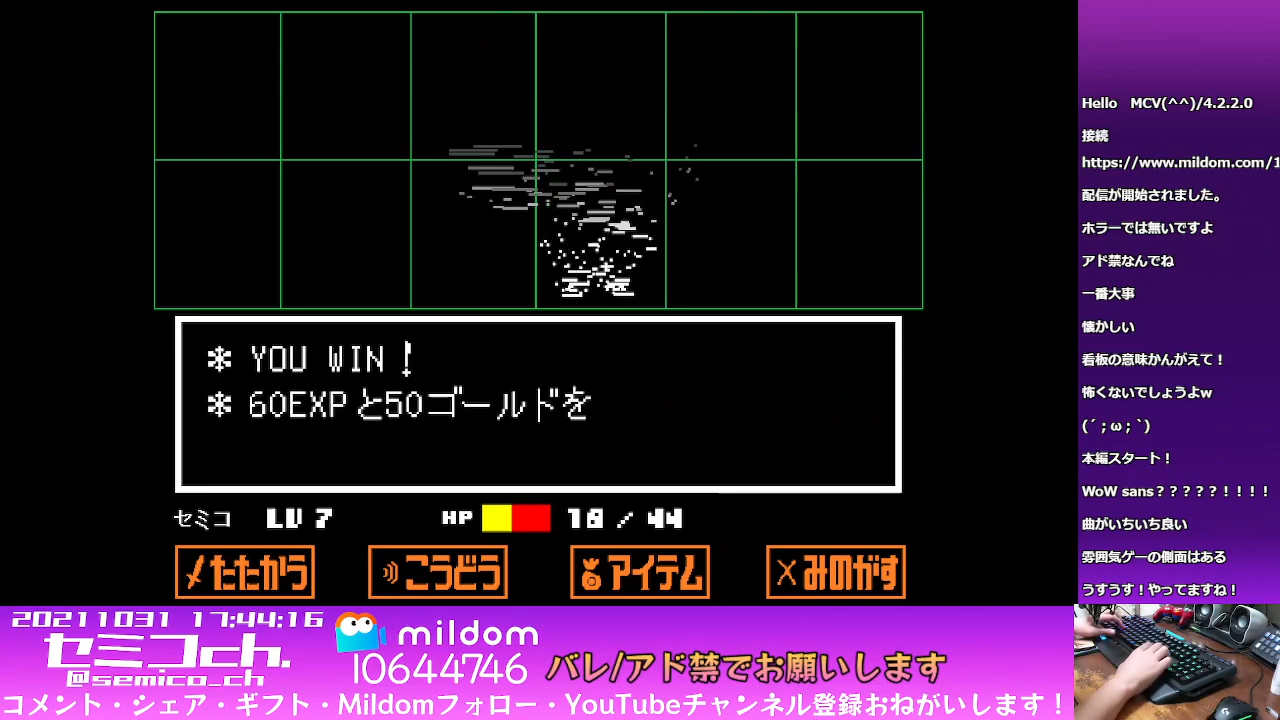 ＊ YOU WIN！
＊ 60EXPと50ゴールドを
セミコ LV 7 HP 18 / 44
たたかう こうどう アイテム みのがす
20211031 17:44:16
セミコch.
@semico_ch
mildom
10644746
バレ/アド禁でお願いします
コメント・シェア・ギフト・Mildomフォロー・YouTubeチャンネル登録おねがいします！
Hello MCV(^^)/4.2.2.0
接続
https://www.mildom.com/1
配信が開始されました。
ホラーでは無いですよ
アド禁なんでね
一番大事
懐かしい
看板の意味かんがえて！
怖くないでしょうよw
(´；ω；`)
本編スタート！
WoW sans？？？？？！！！！
曲がいちいち良い
雰囲気ゲーの側面はある
うすうす！やってますね！